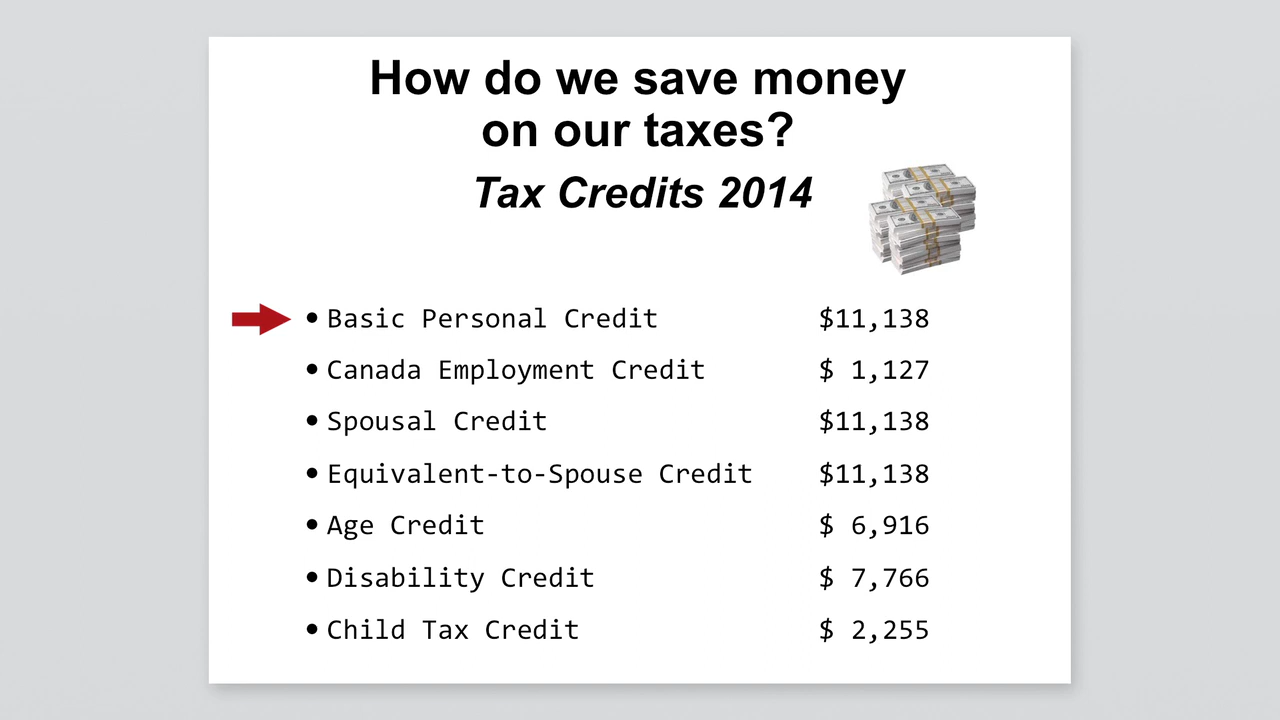 How do we save money
on our taxes?
Tax Credits 2014
• Basic Personal Credit $11,138
• Canada Employment Credit $ 1,127
• Spousal Credit $11,138
• Equivalent-to-Spouse Credit $11,138
• Age Credit $ 6,916
• Disability Credit $ 7,766
• Child Tax Credit $ 2,255